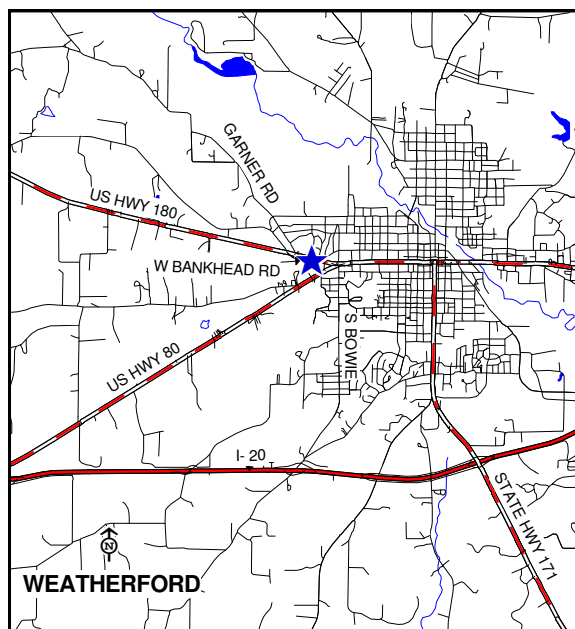 GARNER RD
US HWY 180
W BANKHEAD RD
S BOWIE
US HWY 80
I- 20
STATE HWY 171
N
WEATHERFORD